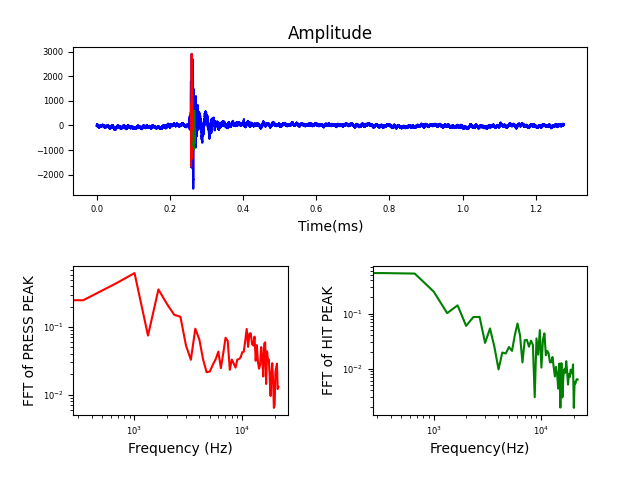 Amplitude
3000
2000
1000
0
−1000
−2000
0.0 0.2 0.4 0.6 0.8 1.0 1.2
Time(ms)
FFT of PRESS PEAK
10⁻¹
10⁻²
10³ 10⁴
Frequency (Hz)
FFT of HIT PEAK
10⁻¹
10⁻²
10³ 10⁴
Frequency(Hz)